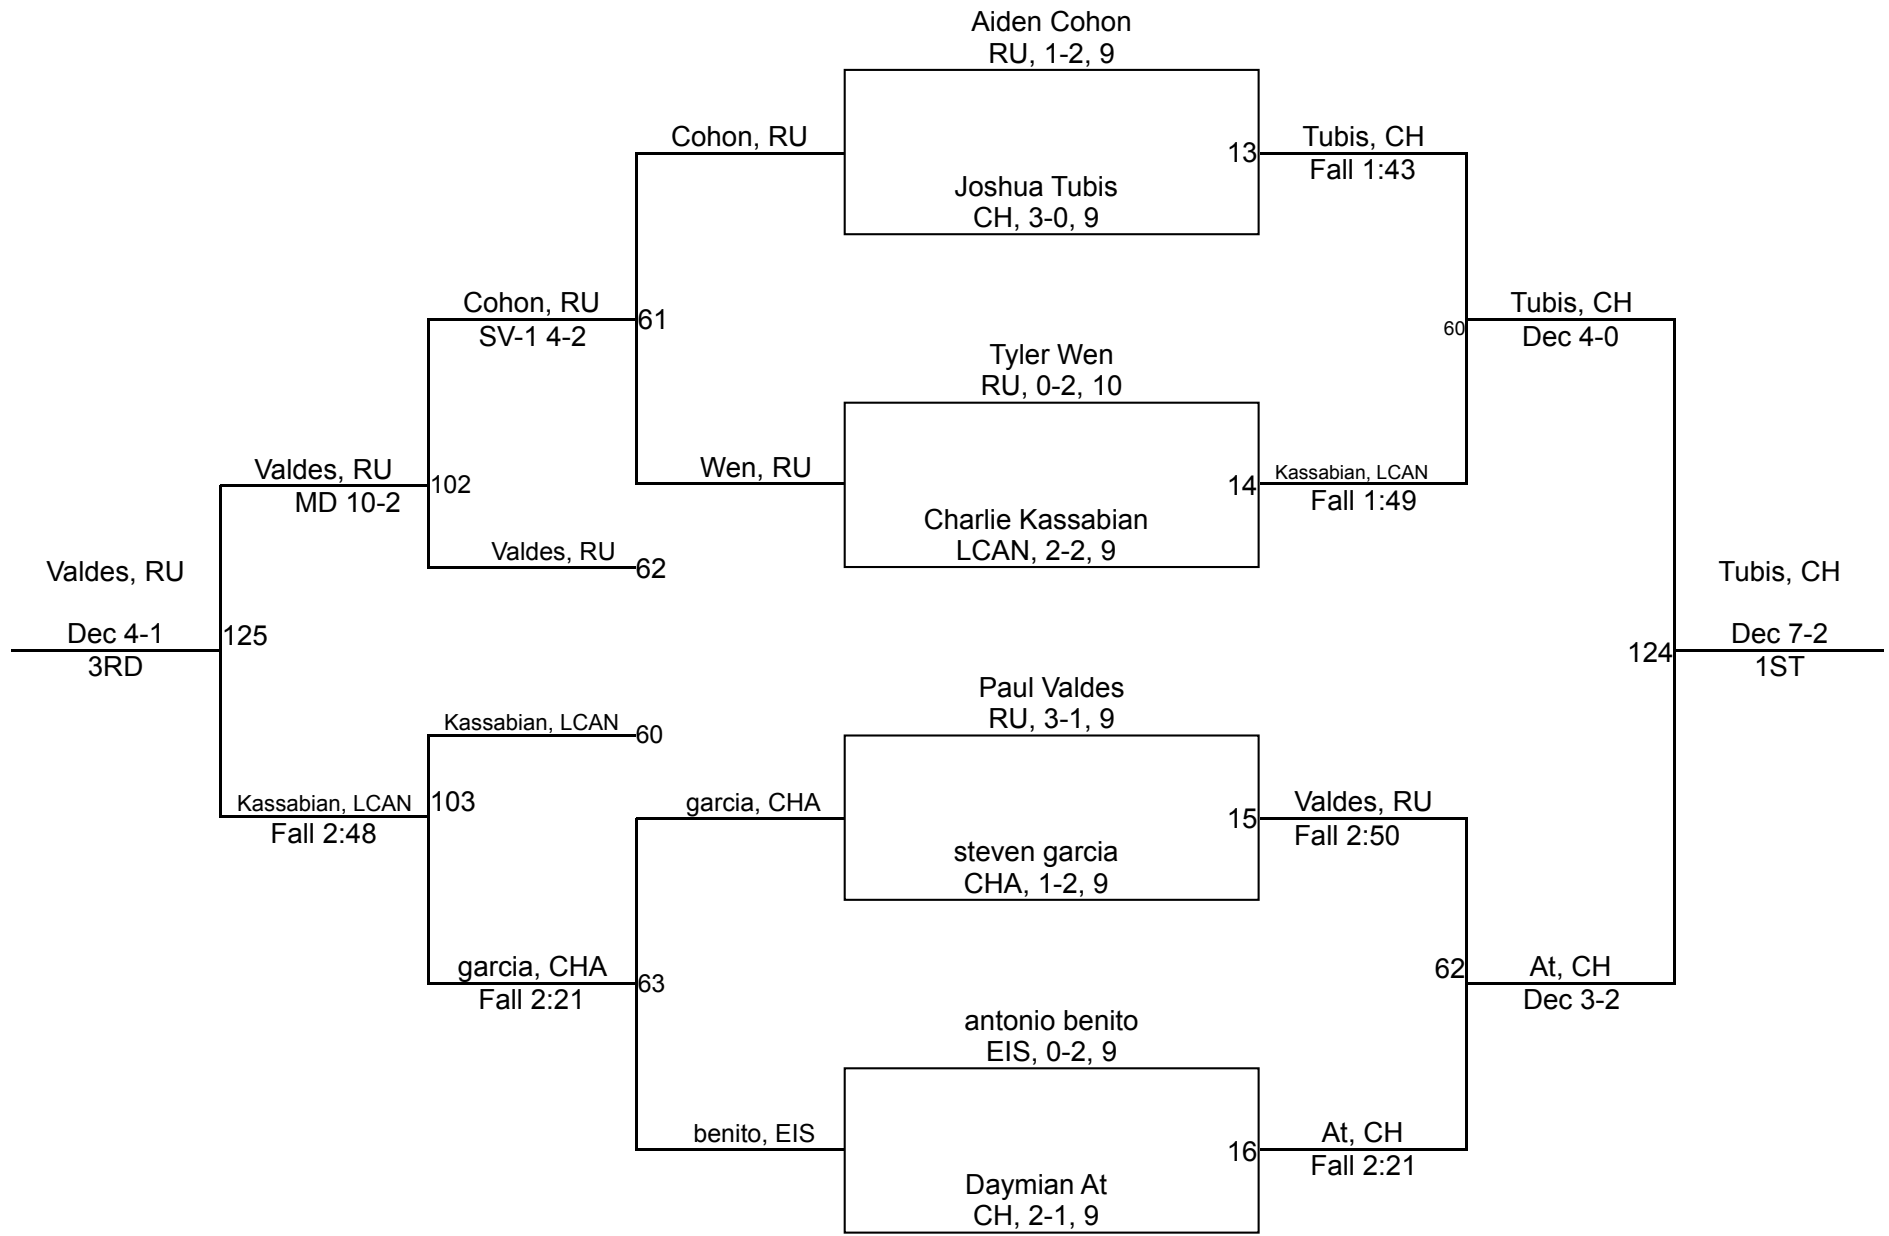 Aiden Cohon
RU, 1-2, 9
Cohon, RU
13
Tubis, CH
Fall 1:43
Joshua Tubis
CH, 3-0, 9
Cohon, RU
SV-1 4-2
61
60
Tubis, CH
Dec 4-0
Tyler Wen
RU, 0-2, 10
Valdes, RU
MD 10-2
102
Wen, RU
14
Kassabian, LCAN
Fall 1:49
Charlie Kassabian
LCAN, 2-2, 9
Valdes, RU
62
Valdes, RU
Dec 4-1
3RD
125
124
Tubis, CH
Dec 7-2
1ST
Paul Valdes
RU, 3-1, 9
Kassabian, LCAN
60
Kassabian, LCAN
Fall 2:48
103
garcia, CHA
15
Valdes, RU
Fall 2:50
steven garcia
CHA, 1-2, 9
garcia, CHA
Fall 2:21
63
62
At, CH
Dec 3-2
antonio benito
EIS, 0-2, 9
benito, EIS
16
At, CH
Fall 2:21
Daymian At
CH, 2-1, 9